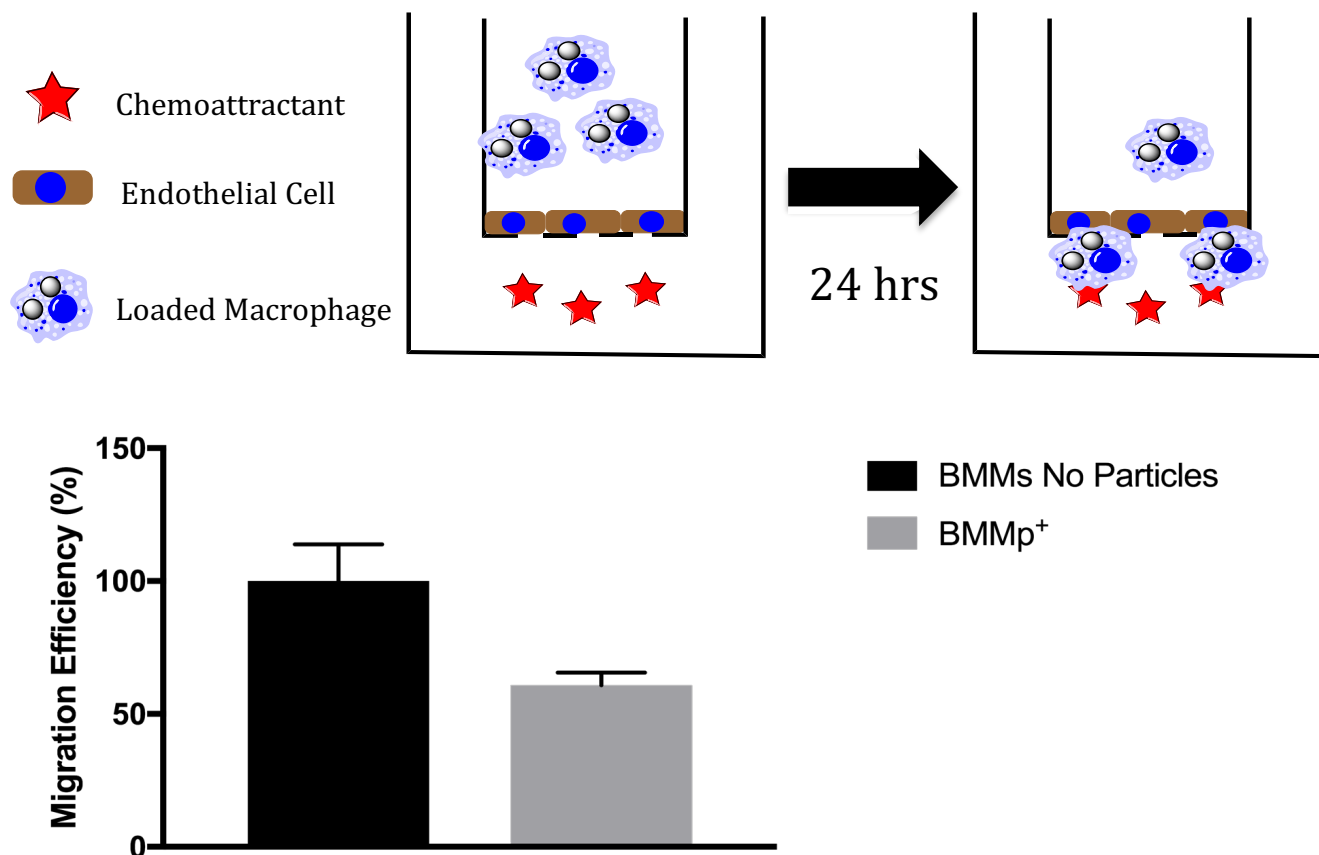 Chemoattractant
Endothelial Cell
Loaded Macrophage
24 hrs
150
100
50
0
Migration Efficiency (%)
BMMs No Particles
BMMp⁺